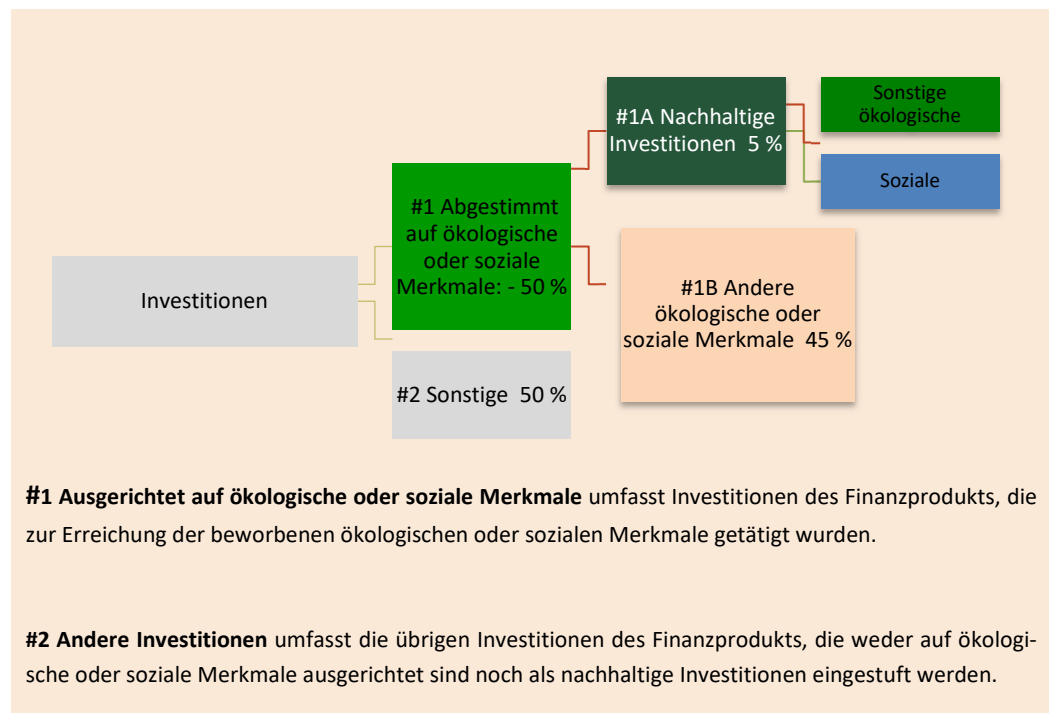 #1A Nachhaltige
Investitionen 5 %
Sonstige
ökologische
Soziale
#1 Abgestimmt
auf ökologische
oder soziale
Merkmale: - 50 %
Investitionen
#1B Andere
ökologische oder
soziale Merkmale 45 %
#2 Sonstige 50 %
#1 Ausgerichtet auf ökologische oder soziale Merkmale umfasst Investitionen des Finanzprodukts, die
zur Erreichung der beworbenen ökologischen oder sozialen Merkmale getätigt wurden.
#2 Andere Investitionen umfasst die übrigen Investitionen des Finanzprodukts, die weder auf ökologi-
sche oder soziale Merkmale ausgerichtet sind noch als nachhaltige Investitionen eingestuft werden.